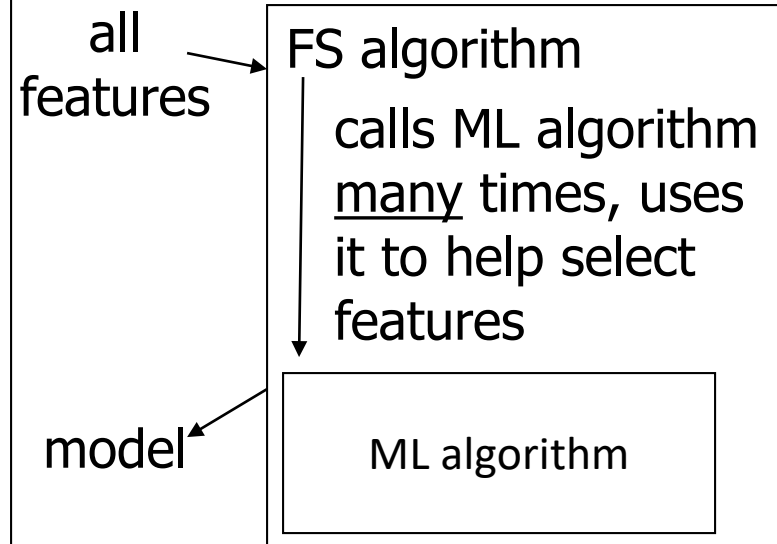 all
features
FS algorithm
calls ML algorithm
many times, uses
it to help select
features
model
ML algorithm